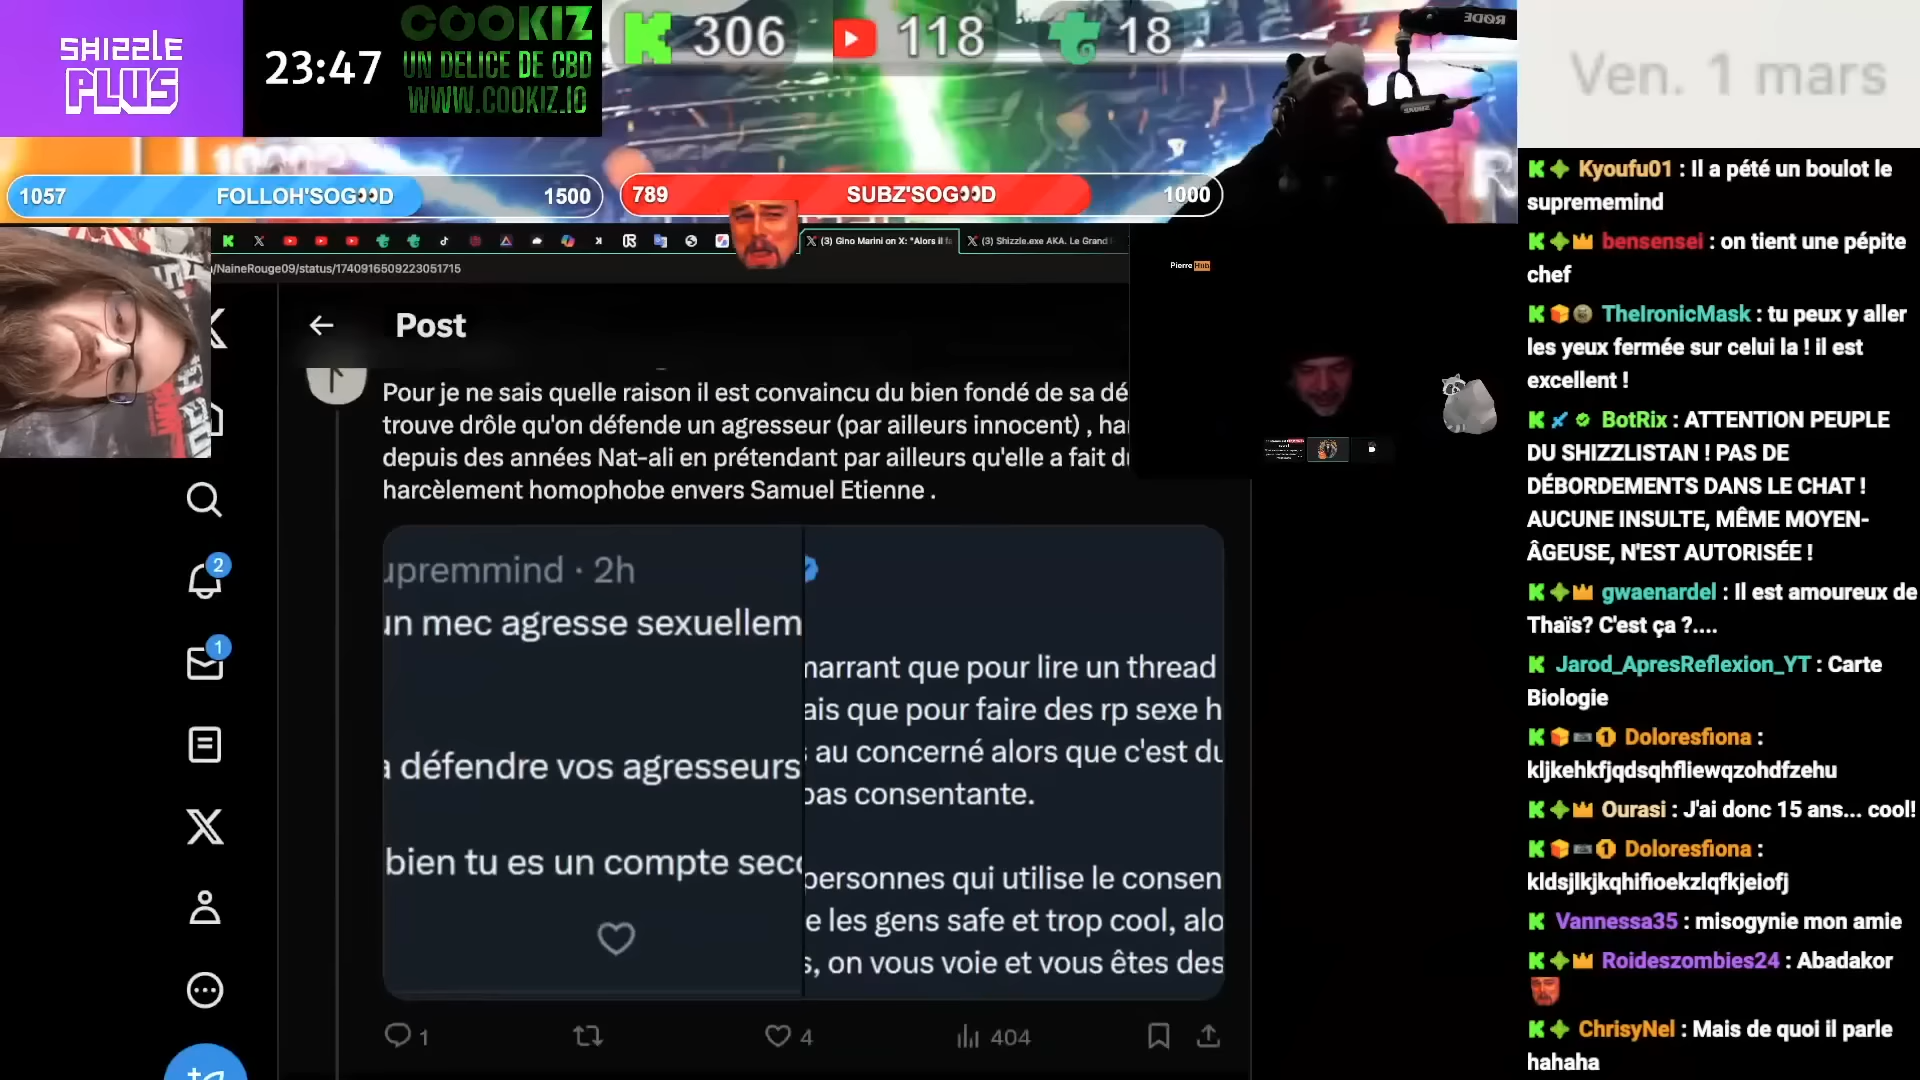 SHIZZLE
PLUS
23:47
COOKIZ
UN DELICE DE CBD
WWW.COOKIZ.IO
306
118
18
RØDE
Ven. 1 mars
1057
FOLLOH'SOG👀D
1500
789
SUBZ'SOG👀D
1000
(3) Gino Marini on X: "Alors il f
(3) Shizzle.exe AKA. Le Grand
/NaineRouge09/status/1740916509223051715
Pierre Hub
Post
Pour je ne sais quelle raison il est convaincu du bien fondé de sa dé
trouve drôle qu'on défende un agresseur (par ailleurs innocent) , ha
depuis des années Nat-ali en prétendant par ailleurs qu'elle a fait d
harcèlement homophobe envers Samuel Etienne .
upremmind · 2h
un mec agresse sexuellem
a défendre vos agresseurs
bien tu es un compte seco
marrant que pour lire un thread
ais que pour faire des rp sexe h
s au concerné alors que c'est du
pas consentante.
personnes qui utilise le consen
e les gens safe et trop cool, alo
s, on vous voie et vous êtes des
2
1
1
4
404
Kyoufu01 : Il a pété un boulot le
suprememind
bensensei : on tient une pépite
chef
TheIronicMask : tu peux y aller
les yeux fermée sur celui la ! il est
excellent !
BotRix : ATTENTION PEUPLE
DU SHIZZLISTAN ! PAS DE
DÉBORDEMENTS DANS LE CHAT !
AUCUNE INSULTE, MÊME MOYEN-
ÂGEUSE, N'EST AUTORISÉE !
gwaenardel : Il est amoureux de
Thaïs? C'est ça ?....
Jarod_ApresReflexion_YT : Carte
Biologie
Doloresfiona :
kljkehkfjqdsqhfliewqzohdfzehu
Ourasi : J'ai donc 15 ans... cool!
Doloresfiona :
kldsjlkjkqhifioekzlqfkjeiofj
Vannessa35 : misogynie mon amie
Roideszombies24 : Abadakor
ChrisyNel : Mais de quoi il parle
hahaha